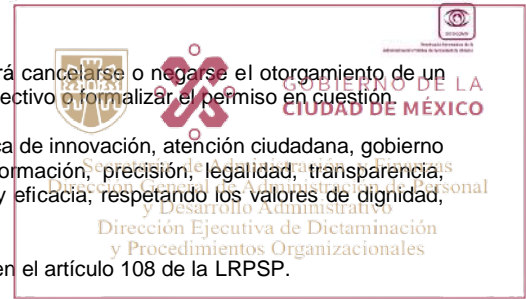 rá cancelarse o negarse el otorgamiento de un
ectivo o formalizar el permiso en cuestión.
GOBIERNO DE LA
CIUDAD DE MÉXICO
ca de innovación, atención ciudadana, gobierno
ormación, precisión, legalidad, transparencia,
y eficacia, respetando los valores de dignidad,
Secretaría de Administración y Finanzas
Dirección General de Administración de Personal
y Desarrollo Administrativo
Dirección Ejecutiva de Dictaminación
y Procedimientos Organizacionales
en el artículo 108 de la LRPSP.